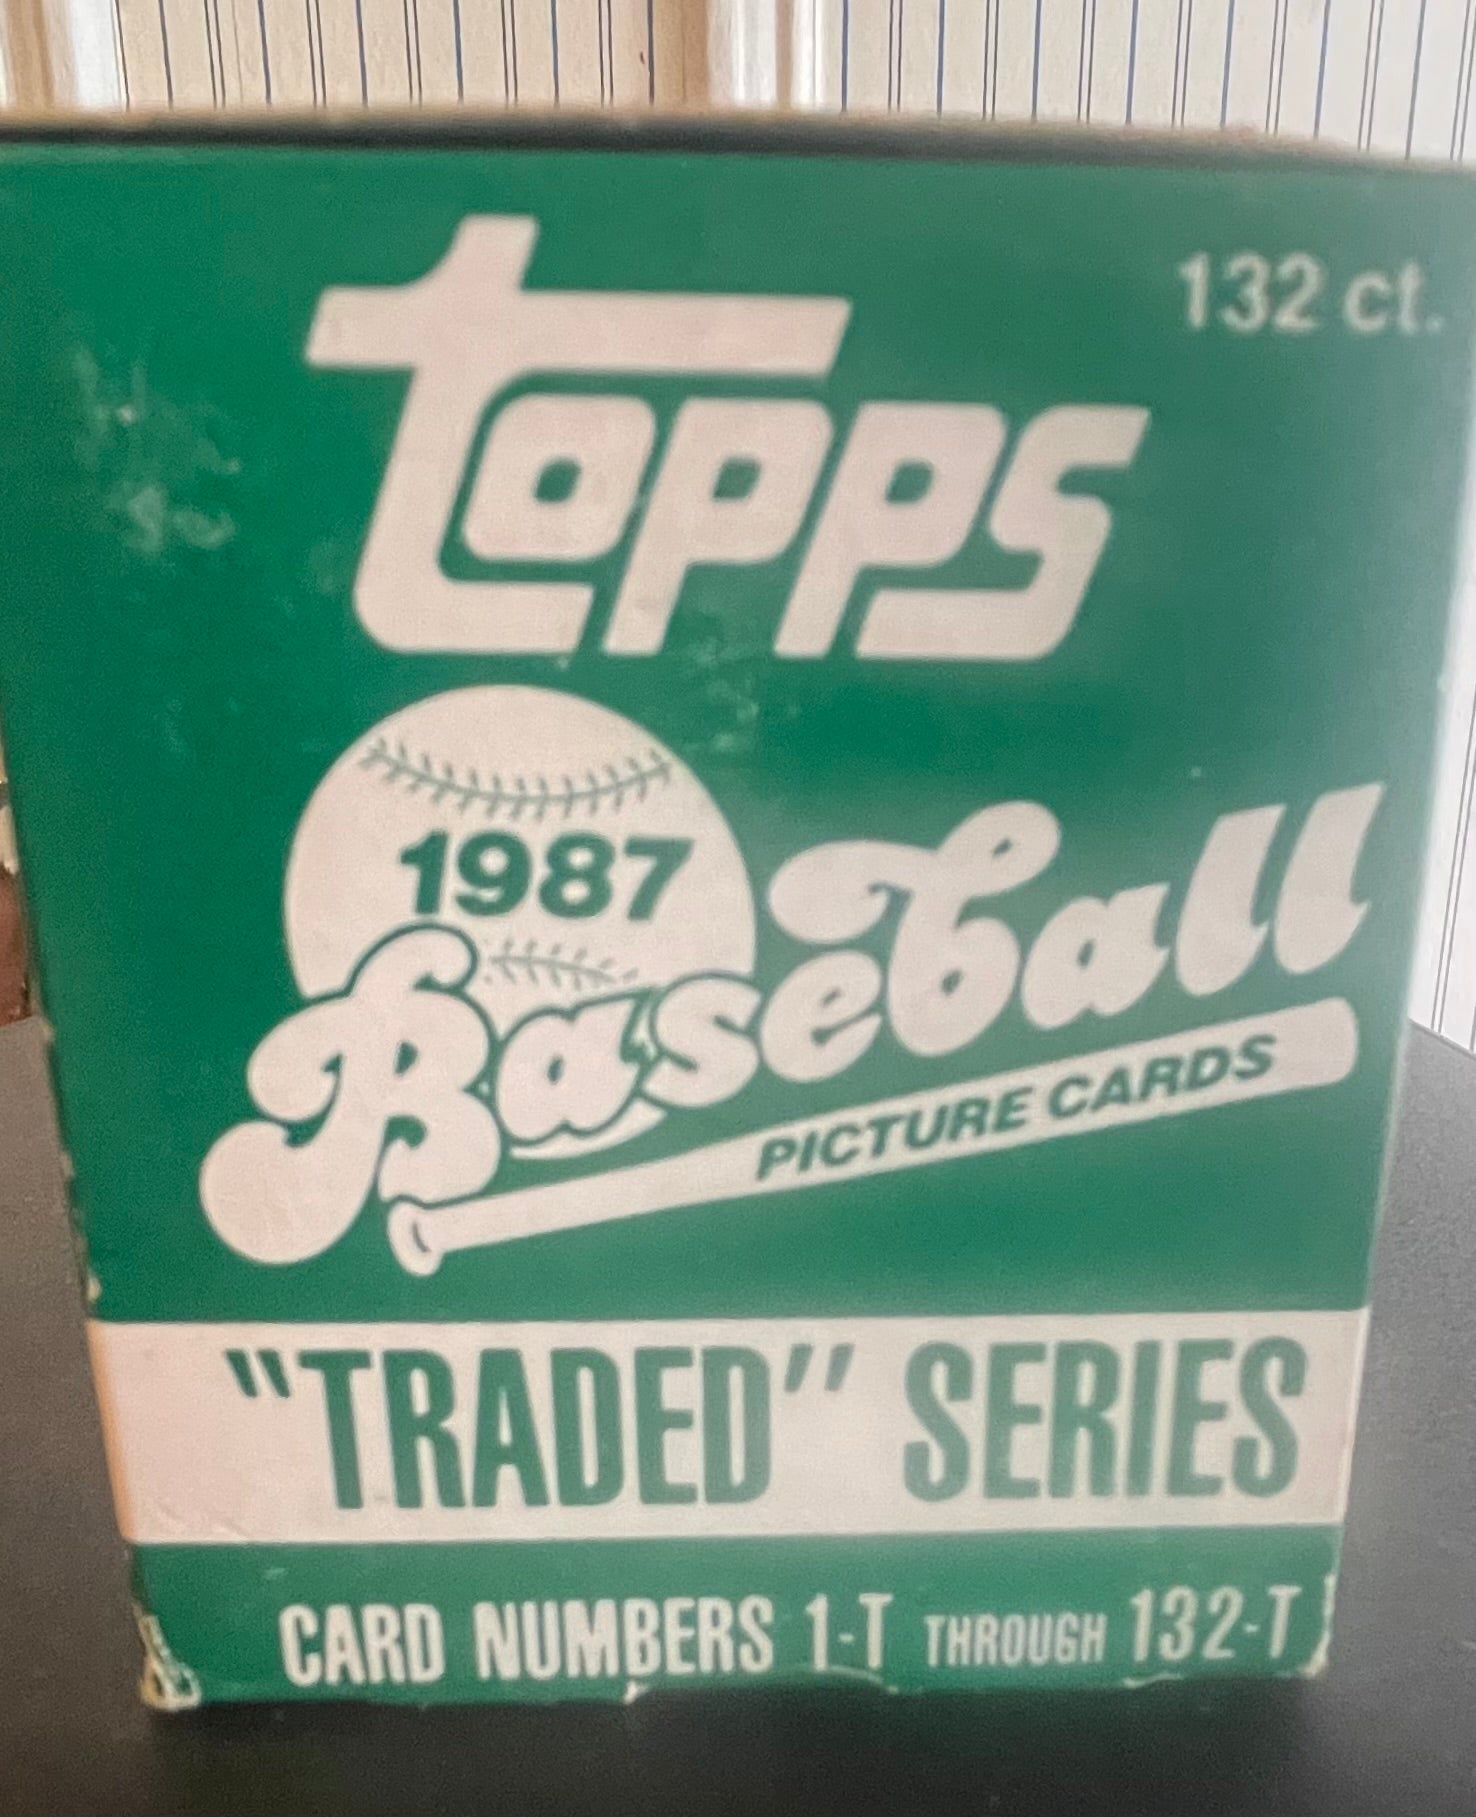 132 ct.
topps
1987
Baseball
PICTURE CARDS
"TRADED" SERIES
CARD NUMBERS 1-T THROUGH 132-T